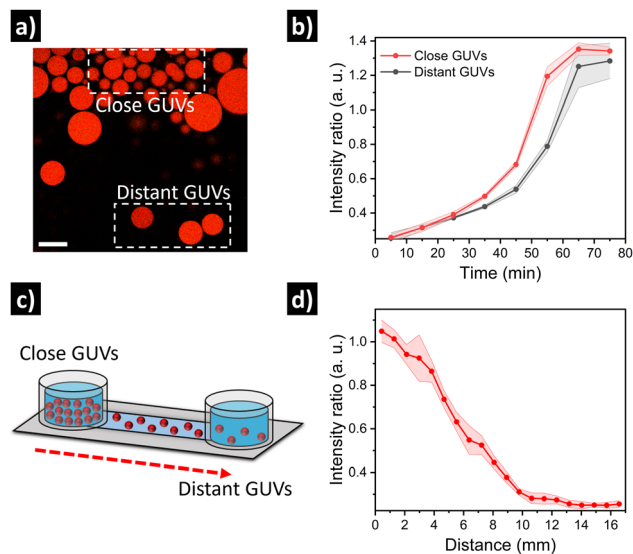 a)
Close GUVs
Distant GUVs
b)
Close GUVs
Distant GUVs
1.4
1.2
1.0
0.8
0.6
0.4
Intensity ratio (a. u.)
0 10 20 30 40 50 60 70 80
Time (min)
c)
Close GUVs
Distant GUVs
d)
1.2
1.0
0.8
0.6
0.4
Intensity ratio (a. u.)
0 2 4 6 8 10 12 14 16
Distance (mm)